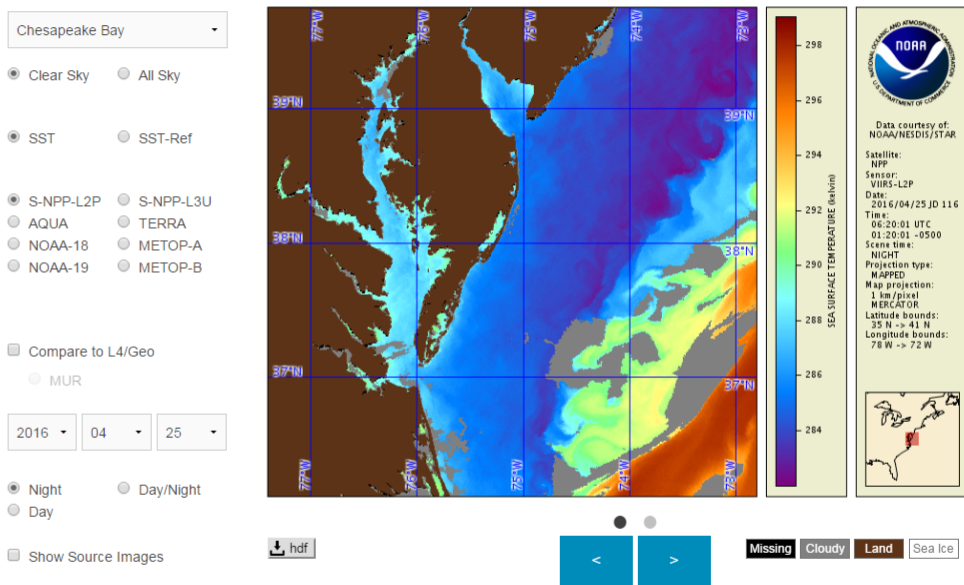 Chesapeake Bay
Clear Sky
All Sky
SST
SST-Ref
S-NPP-L2P
S-NPP-L3U
AQUA
TERRA
NOAA-18
METOP-A
NOAA-19
METOP-B
Compare to L4/Geo
MUR
2016
04
25
Night
Day/Night
Day
Show Source Images
77°W
76°W
75°W
74°W
73°W
39°N
39°N
38°N
38°N
37°N
37°N
77°W
76°W
75°W
74°W
73°W
298
296
294
292
290
288
286
284
SEA SURFACE TEMPERATURE (kelvin)
NATIONAL OCEANIC AND ATMOSPHERIC ADMINISTRATION
NOAA
U.S. DEPARTMENT OF COMMERCE
Data courtesy of:
NOAA/NESDIS/STAR
Satellite:
NPP
Sensor:
VIIRS-L2P
Date:
2016/04/25 JD 116
Time:
06:20:01 UTC
01:20:01 -0500
Scene time:
NIGHT
Projection type:
MAPPED
Map projection:
1 km/pixel
MERCATOR
Latitude bounds:
35 N -> 41 N
Longitude bounds:
78 W -> 72 W
hdf
<
>
Missing
Cloudy
Land
Sea Ice